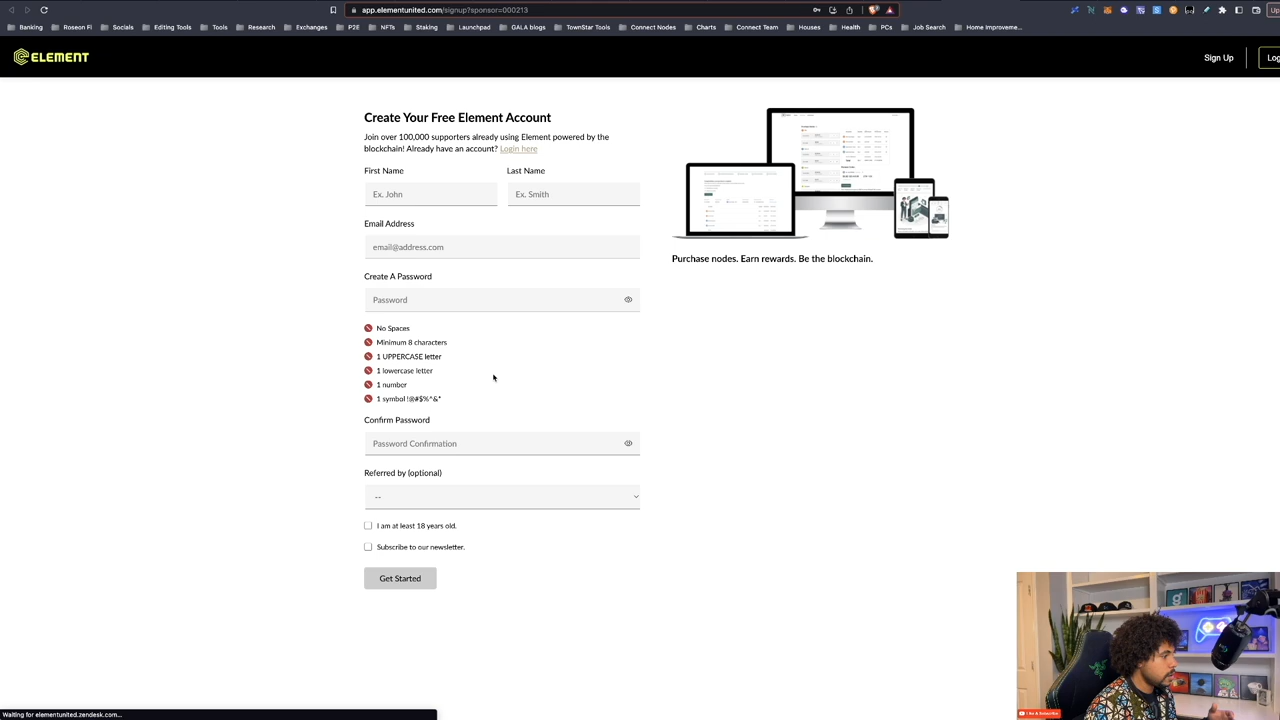 app.elementunited.com/signup?sponsor=000213
Banking
Roseon Fi
Socials
Editing Tools
Tools
Research
Exchanges
P2E
NFTs
Staking
Launchpad
GALA blogs
TownStar Tools
Connect Nodes
Charts
Connect Team
Houses
Health
PCs
Job Search
Home Improveme...
ELEMENT
Sign Up
Log
Create Your Free Element Account
Join over 100,000 supporters already using Element powered by the
blockchain! Already have an account? Login here
First Name
Last Name
Ex. John
Ex. Smith
Email Address
email@address.com
Create A Password
Password
No Spaces
Minimum 8 characters
1 UPPERCASE letter
1 lowercase letter
1 number
1 symbol !@#$%^&*
Confirm Password
Password Confirmation
Referred by (optional)
--
I am at least 18 years old.
Subscribe to our newsletter.
Get Started
Purchase nodes. Earn rewards. Be the blockchain.
Waiting for elementunited.zendesk.com...